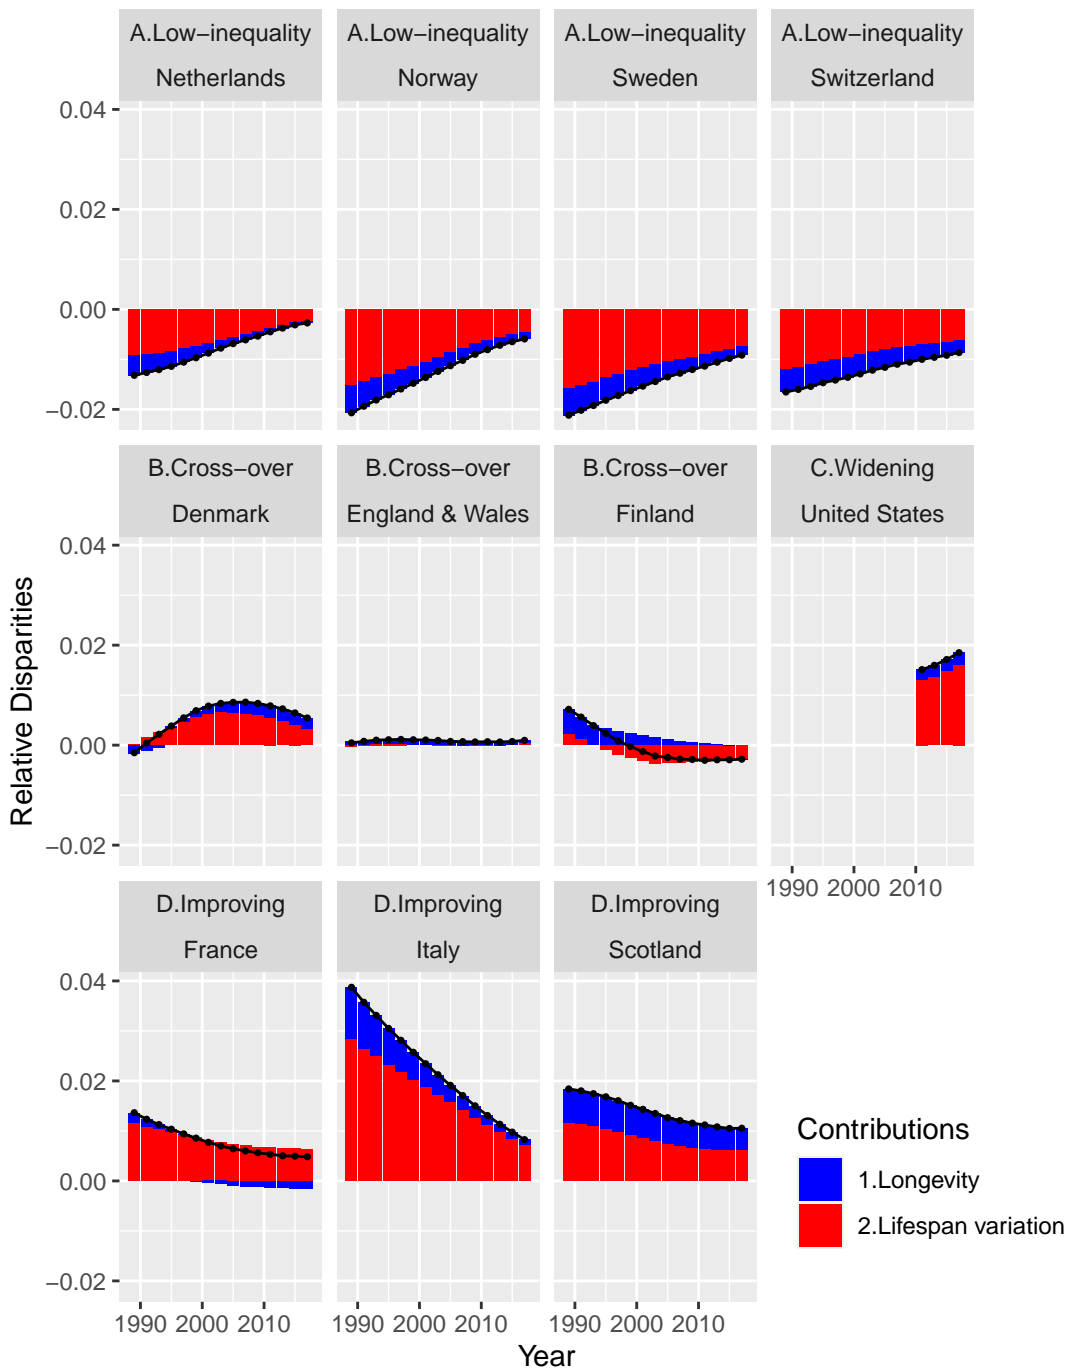 A.Low−inequality A.Low−inequality A.Low−inequality A.Low−inequality
Netherlands Norway Sweden Switzerland
0.04
0.02
0.00
−0.02
B.Cross−over B.Cross−over B.Cross−over C.Widening
Denmark England & Wales Finland United States
0.04
0.02
0.00
−0.02
1990 2000 2010
D.Improving D.Improving D.Improving
France Italy Scotland
0.04
0.02
0.00
−0.02
1990 2000 2010 1990 2000 2010 1990 2000 2010
Year
Relative Disparities
Contributions
1.Longevity
2.Lifespan variation